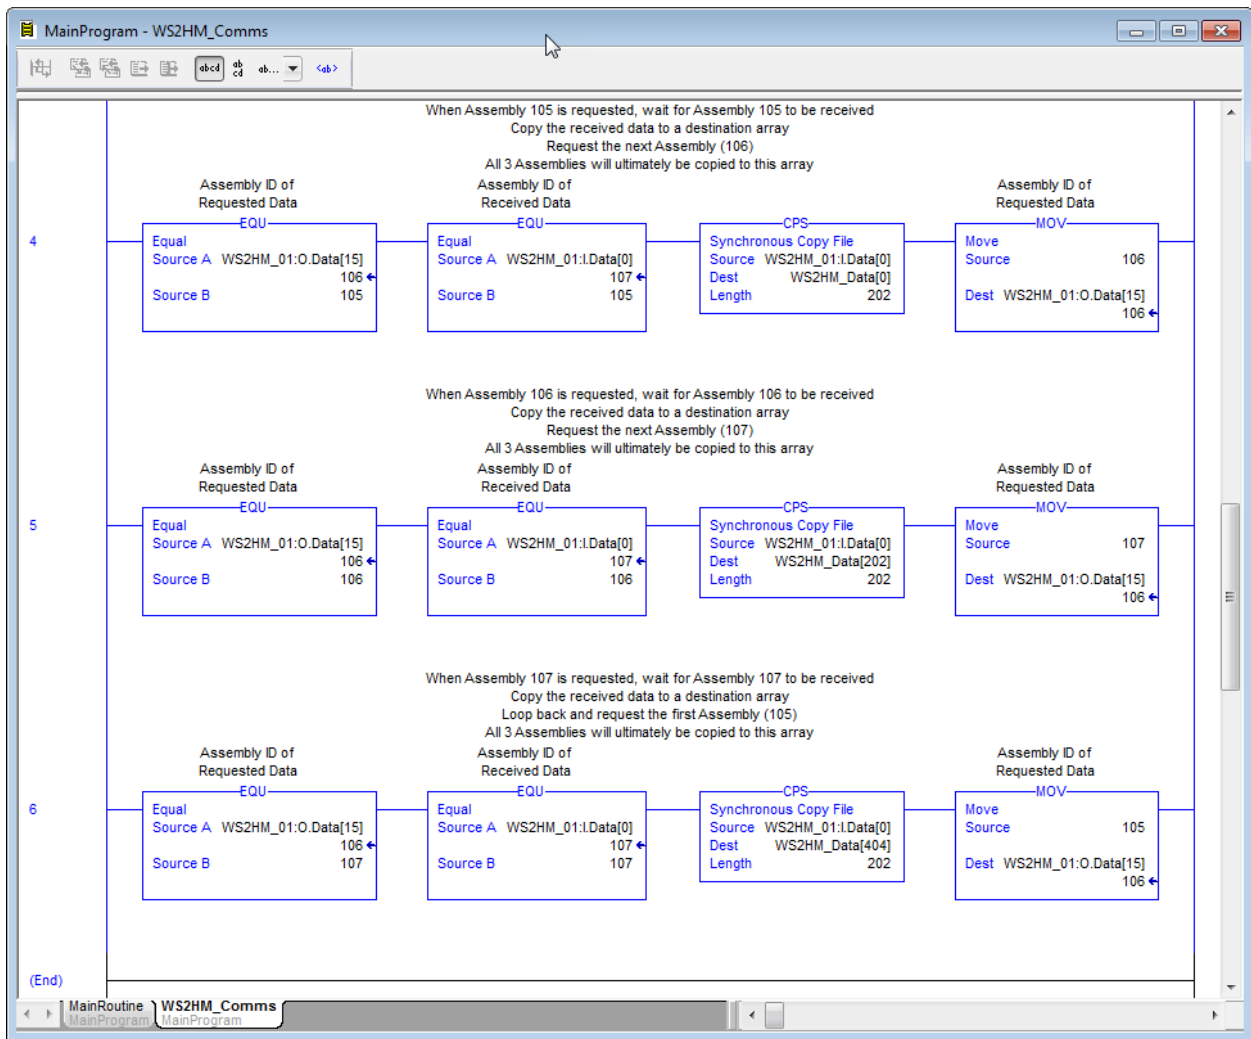 MainProgram - WS2HM_Comms
abcd
ab
cd
ab...
<ab>
When Assembly 105 is requested, wait for Assembly 105 to be received
Copy the received data to a destination array
Request the next Assembly (106)
All 3 Assemblies will ultimately be copied to this array
Assembly ID of
Requested Data
EQU
Equal
Source A WS2HM_01:O.Data[15]
106
Source B 105
Assembly ID of
Received Data
EQU
Equal
Source A WS2HM_01:I.Data[0]
107
Source B 105
CPS
Synchronous Copy File
Source WS2HM_01:I.Data[0]
Dest WS2HM_Data[0]
Length 202
Assembly ID of
Requested Data
MOV
Move
Source 106
Dest WS2HM_01:O.Data[15]
106
4
When Assembly 106 is requested, wait for Assembly 106 to be received
Copy the received data to a destination array
Request the next Assembly (107)
All 3 Assemblies will ultimately be copied to this array
Assembly ID of
Requested Data
EQU
Equal
Source A WS2HM_01:O.Data[15]
106
Source B 106
Assembly ID of
Received Data
EQU
Equal
Source A WS2HM_01:I.Data[0]
107
Source B 106
CPS
Synchronous Copy File
Source WS2HM_01:I.Data[0]
Dest WS2HM_Data[202]
Length 202
Assembly ID of
Requested Data
MOV
Move
Source 107
Dest WS2HM_01:O.Data[15]
106
5
When Assembly 107 is requested, wait for Assembly 107 to be received
Copy the received data to a destination array
Loop back and request the first Assembly (105)
All 3 Assemblies will ultimately be copied to this array
Assembly ID of
Requested Data
EQU
Equal
Source A WS2HM_01:O.Data[15]
106
Source B 107
Assembly ID of
Received Data
EQU
Equal
Source A WS2HM_01:I.Data[0]
107
Source B 107
CPS
Synchronous Copy File
Source WS2HM_01:I.Data[0]
Dest WS2HM_Data[404]
Length 202
Assembly ID of
Requested Data
MOV
Move
Source 105
Dest WS2HM_01:O.Data[15]
106
6
(End)
MainRoutine
MainProgram
WS2HM_Comms
MainProgram